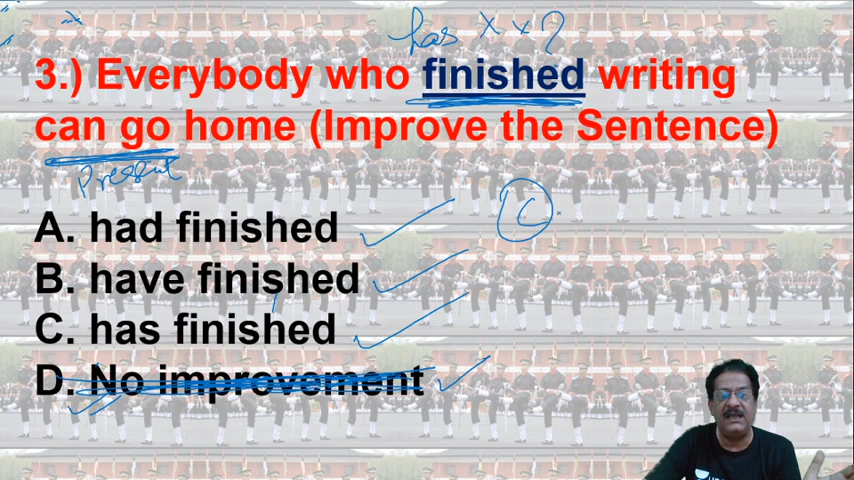 has x x ?
3.) Everybody who finished writing
can go home (Improve the Sentence)
Present
A. had finished
C
B. have finished
C. has finished
D. No improvement